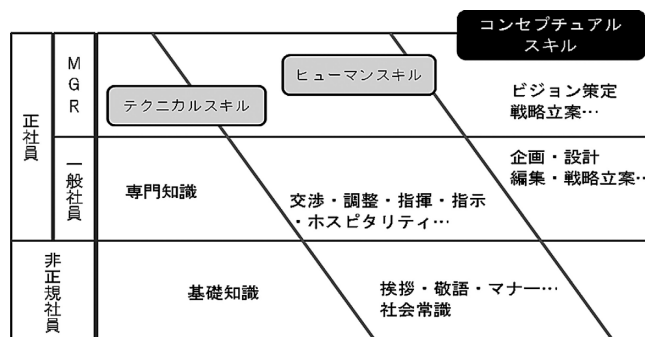 コンセプチュアル
スキル
ヒューマンスキル
テクニカルスキル
正社員
MGR
ビジョン策定
戦略立案…
一般社員
専門知識
交渉・調整・指揮・指示
・ホスピタリティ…
企画・設計
編集・戦略立案…
非正規社員
基礎知識
挨拶・敬語・マナー…
社会常識